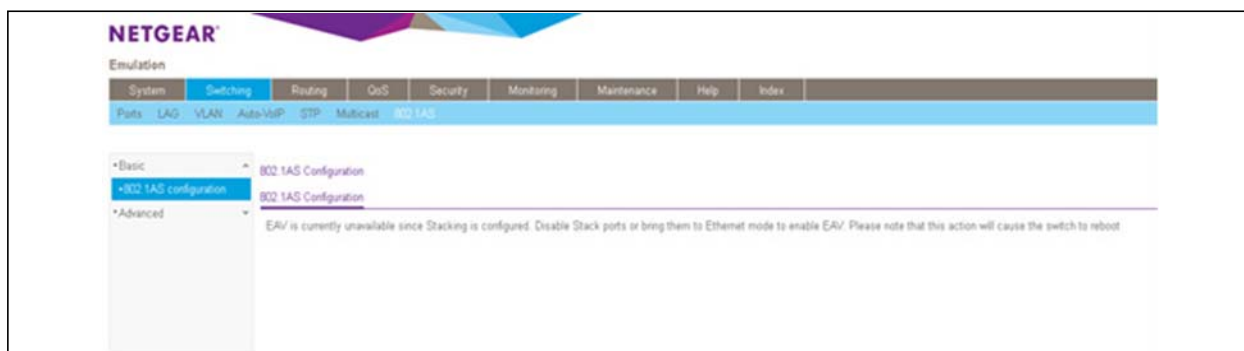 NETGEAR®
Emulation
System Switching Routing QoS Security Monitoring Maintenance Help Index
Ports LAG VLAN Auto-VoIP STP Multicast 802.1AS
•Basic
•802.1AS configuration
•Advanced
802.1AS Configuration
802.1AS Configuration
EAV is currently unavailable since Stacking is configured. Disable Stack ports or bring them to Ethernet mode to enable EAV. Please note that this action will cause the switch to reboot